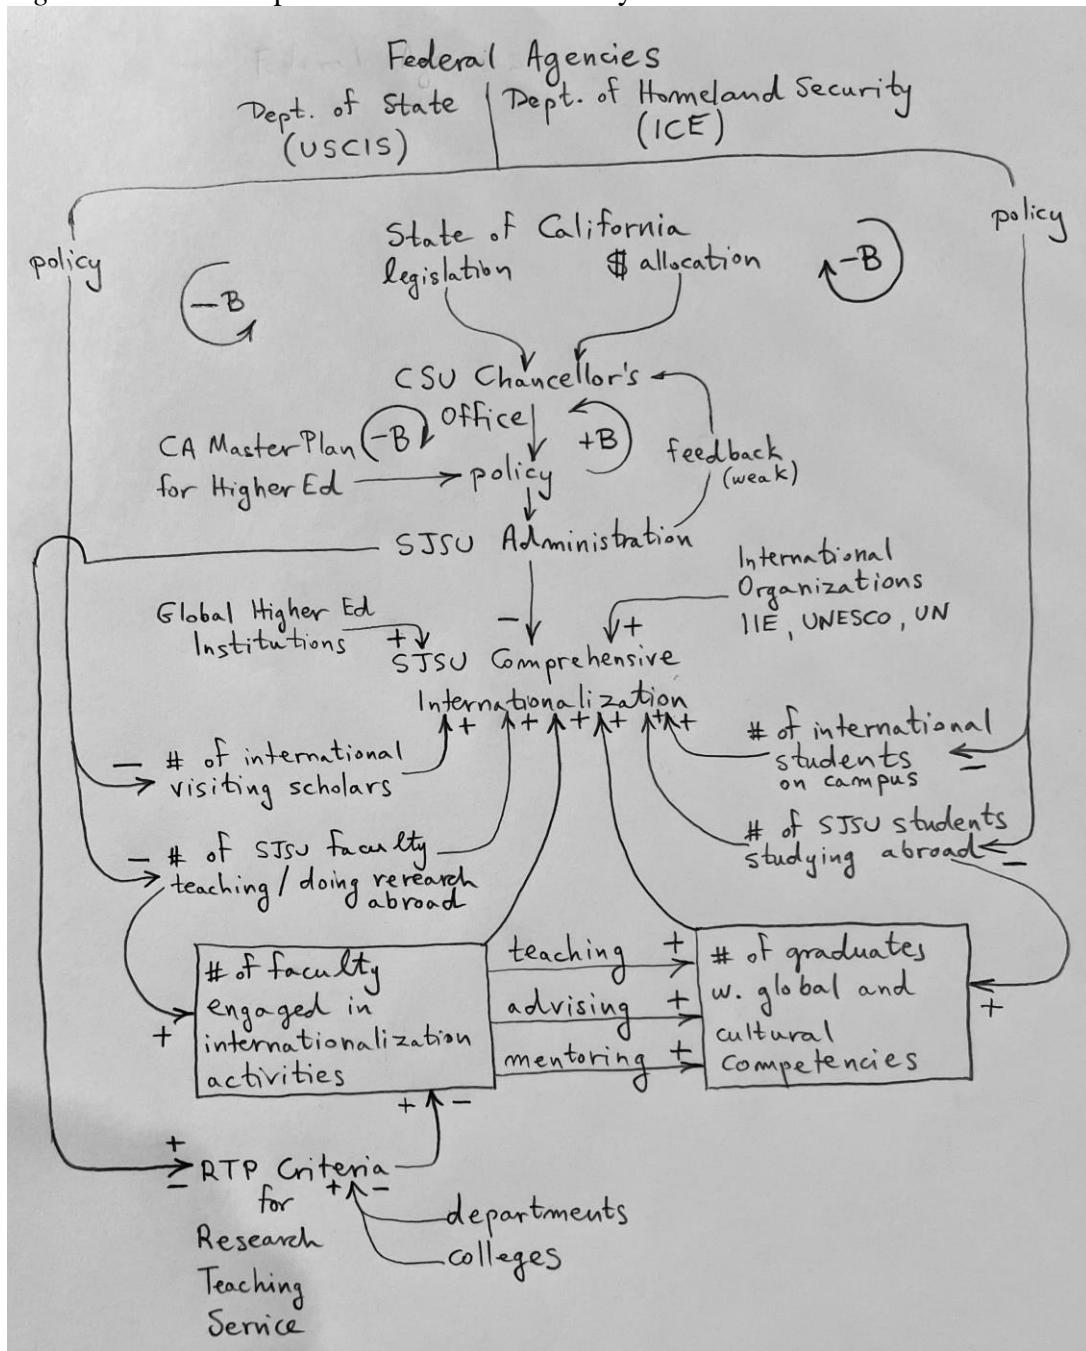 Federal Agencies
Dept. of State | Dept. of Homeland Security
(USCIS) (ICE)
policy
policy
State of California
legislation $ allocation
-B
-B
CSU Chancellor's
Office
-B
+B
CA Master Plan
for Higher Ed
policy
feedback
(weak)
SJSU Administration
International
Organizations
IIE, UNESCO, UN
Global Higher Ed
Institutions
+
-
+
SJSU Comprehensive
Internationalization
+ + + + + +
- # of international
visiting scholars
# of international
students
on campus
-
- # of SJSU faculty
teaching / doing rerearch
abroad
# of SJSU students
studying abroad
-
# of faculty
engaged in
internationalization
activities
+
teaching +
advising +
mentoring +
# of graduates
w. global and
cultural
competencies
+
+ -
+
-
RTP Criteria
+ -
for
Research
Teaching
Service
departments
colleges